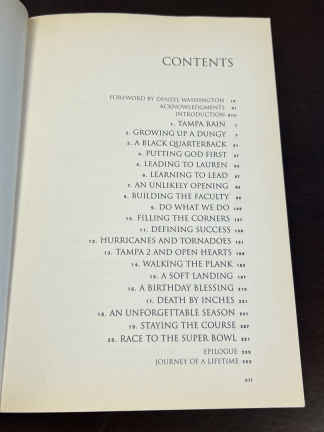 CONTENTS
FOREWORD BY DENZEL WASHINGTON
ACKNOWLEDGMENTS
INTRODUCTION
1. TAMPA RAIN 1
2. GROWING UP A DUNGY 7
3. A BLACK QUARTERBACK
4. PUTTING GOD FIRST
5. LEADING TO LAUREN
6. LEARNING TO LEAD
7. AN UNLIKELY OPENING
8. BUILDING THE FACULTY
9. DO WHAT WE DO
10. FILLING THE CORNERS
11. DEFINING SUCCESS
12. HURRICANES AND TORNADOES
13. TAMPA 2 AND OPEN HEARTS
14. WALKING THE PLANK
15. A SOFT LANDING
16. A BIRTHDAY BLESSING
17. DEATH BY INCHES
18. AN UNFORGETTABLE SEASON
19. STAYING THE COURSE
20. RACE TO THE SUPER BOWL
EPILOGUE
JOURNEY OF A LIFETIME